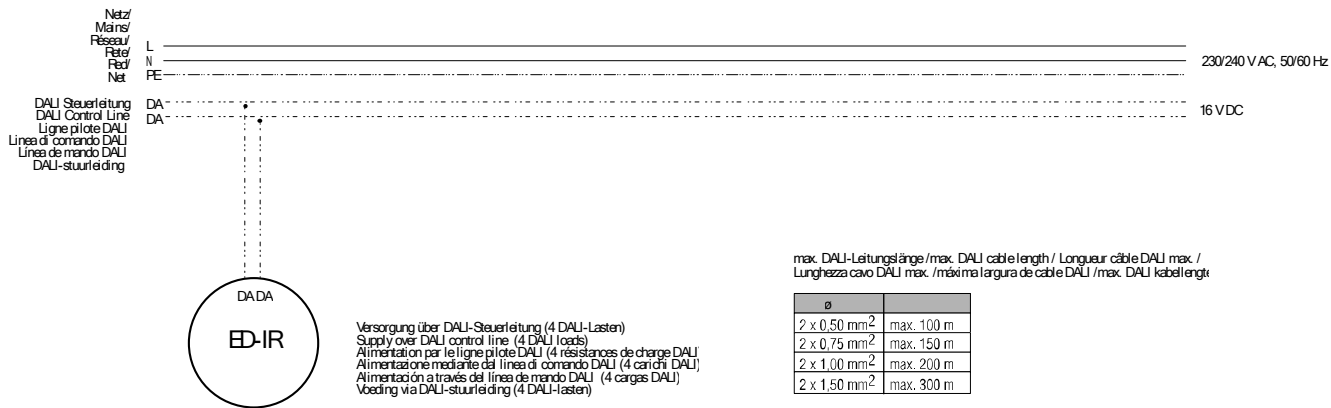 Netz/
Mains/
Réseau/
Rete/
Red/
Net
L
N
PE
230/240 V AC, 50/60 Hz
DALI Steuerleitung
DALI Control Line
Ligne pilote DALI
Linea di comando DALI
Línea de mando DALI
DALI-stuurleiding
DA
DA
16 V DC
DA DA
ED-IR
Versorgung über DALI-Steuerleitung (4 DALI-Lasten)
Supply over DALI control line (4 DALI loads)
Alimentation par le ligne pilote DALI (4 résistances de charge DALI
Alimentazione mediante dal linea di comando DALI (4 carichi DALI)
Alimentación a través del línea de mando DALI (4 cargas DALI)
Voeding via DALI-stuurleiding (4 DALI-lasten)
max. DALI-Leitungslänge /max. DALI cable length / Longueur câble DALI max. /
Lunghezza cavo DALI max. /máxima largura de cable DALI /max. DALI kabellengte
ø
2 x 0,50 mm² max. 100 m
2 x 0,75 mm² max. 150 m
2 x 1,00 mm² max. 200 m
2 x 1,50 mm² max. 300 m